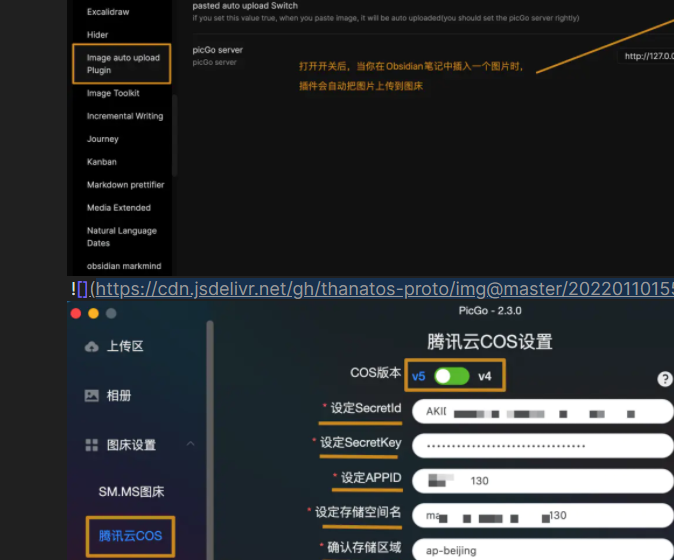 Excalidraw
Hider
Image auto upload
Plugin
Image Toolkit
Incremental Writing
Journey
Kanban
Markdown prettifier
Media Extended
Natural Language
Dates
obsidian markmind
pasted auto upload Switch
if you set this value true, when you paste image, it will be auto uploaded(you should set the picGo server rightly)
picGo server
picGo server
http://127.0.0
打开开关后，当你在Obsidian笔记中插入一个图片时，
插件会自动把图片上传到图床
![](https://cdn.jsdelivr.net/gh/thanatos-proto/img@master/2022011015
PicGo - 2.3.0
上传区
相册
图床设置
SM.MS图床
腾讯云COS
腾讯云COS设置
COS版本
v5
v4
?
* 设定SecretId
AKI
* 设定SecretKey
* 设定APPID
130
* 设定存储空间名
ma
130
* 确认存储区域
ap-beijing